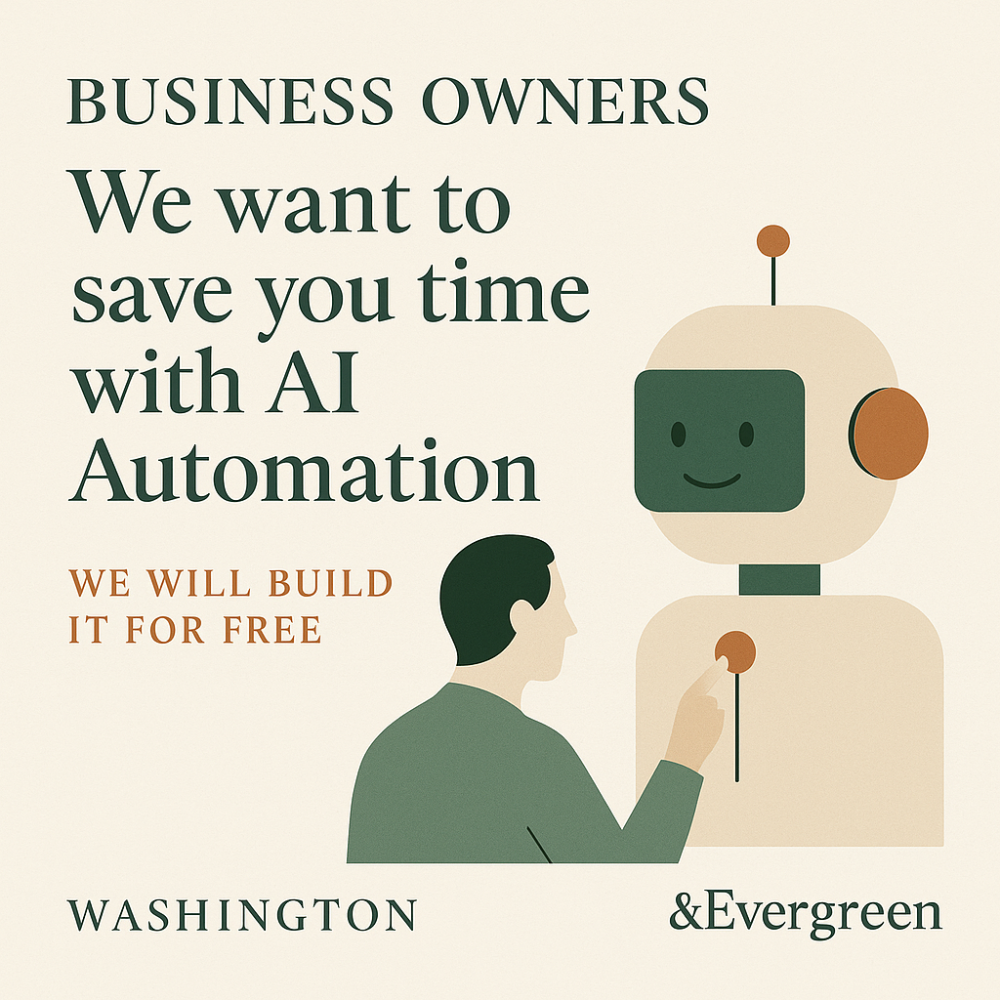 BUSINESS OWNERS
We want to
save you time
with AI
Automation
WE WILL BUILD
IT FOR FREE
WASHINGTON
&Evergreen